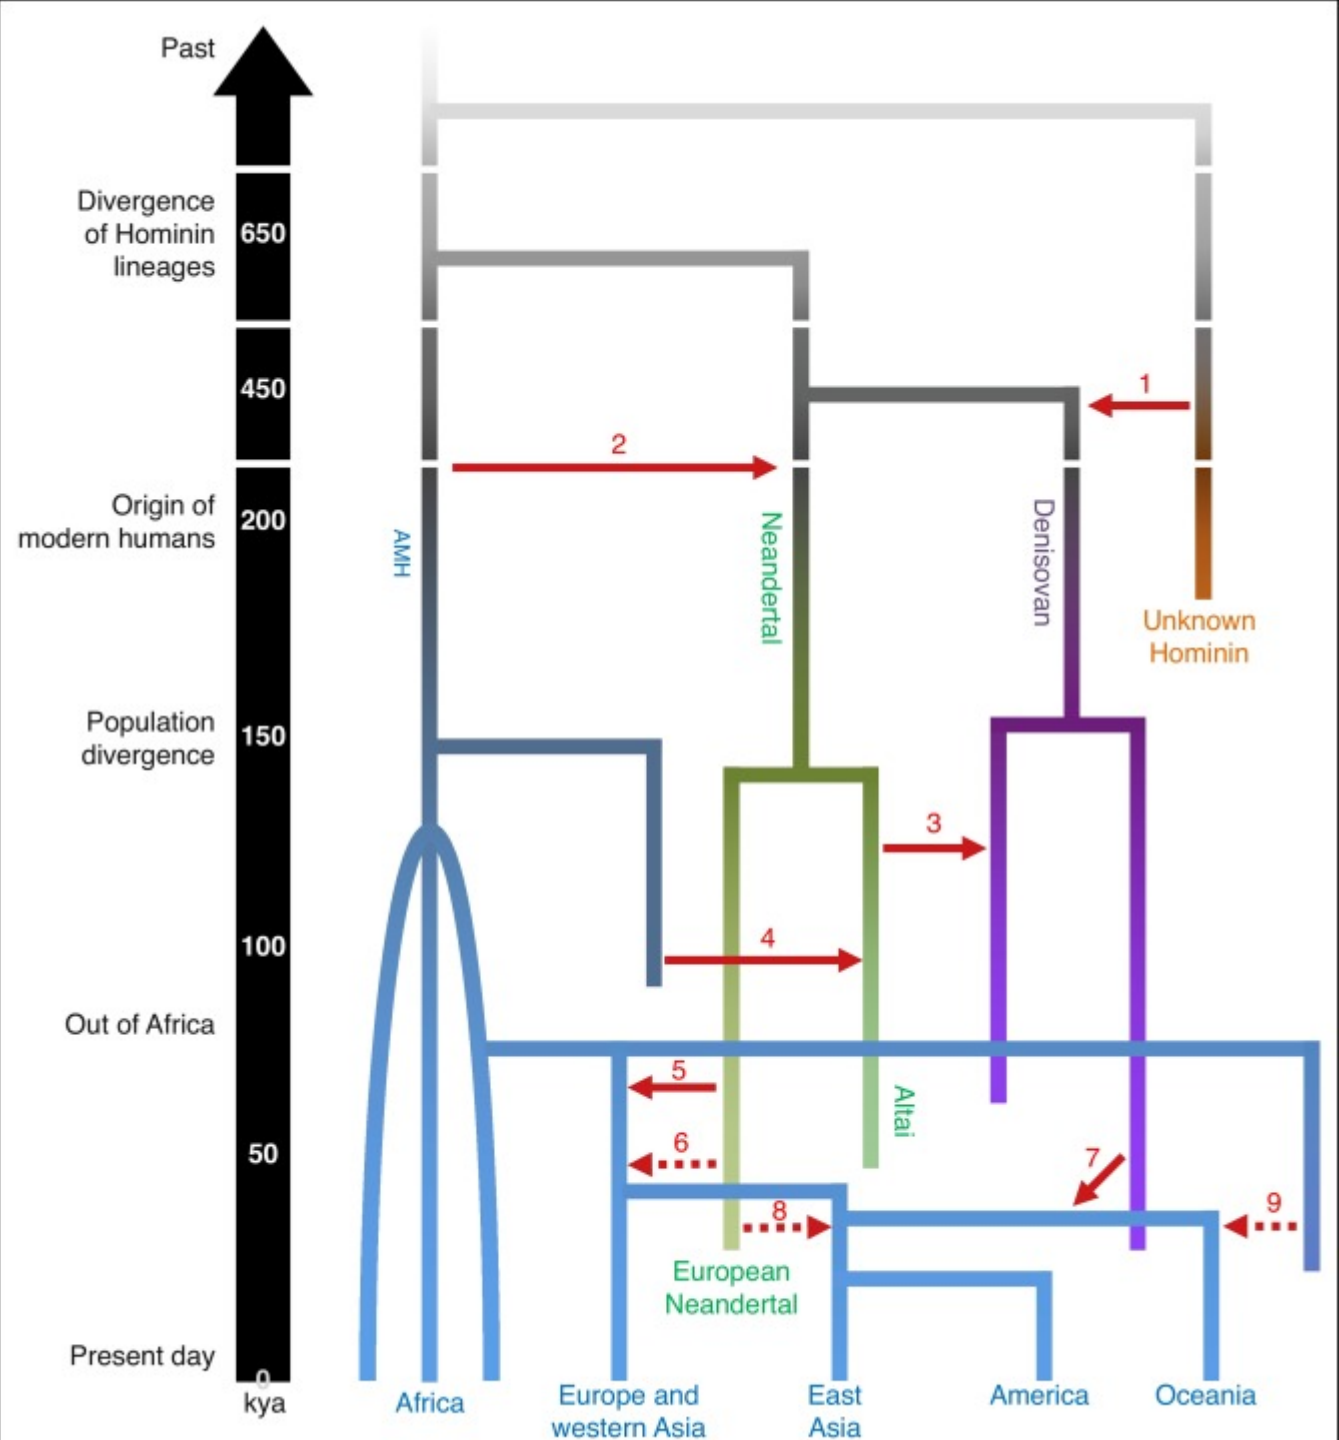 Past
Divergence
of Hominin
lineages
650
450
1
2
Origin of
modern humans
200
AMH
Neandertal
Denisovan
Unknown
Hominin
Population
divergence
150
3
100
4
Out of Africa
5
Altai
50
6
7
8
9
European
Neandertal
Present day
0
kya
Africa
Europe and
western Asia
East
Asia
America
Oceania